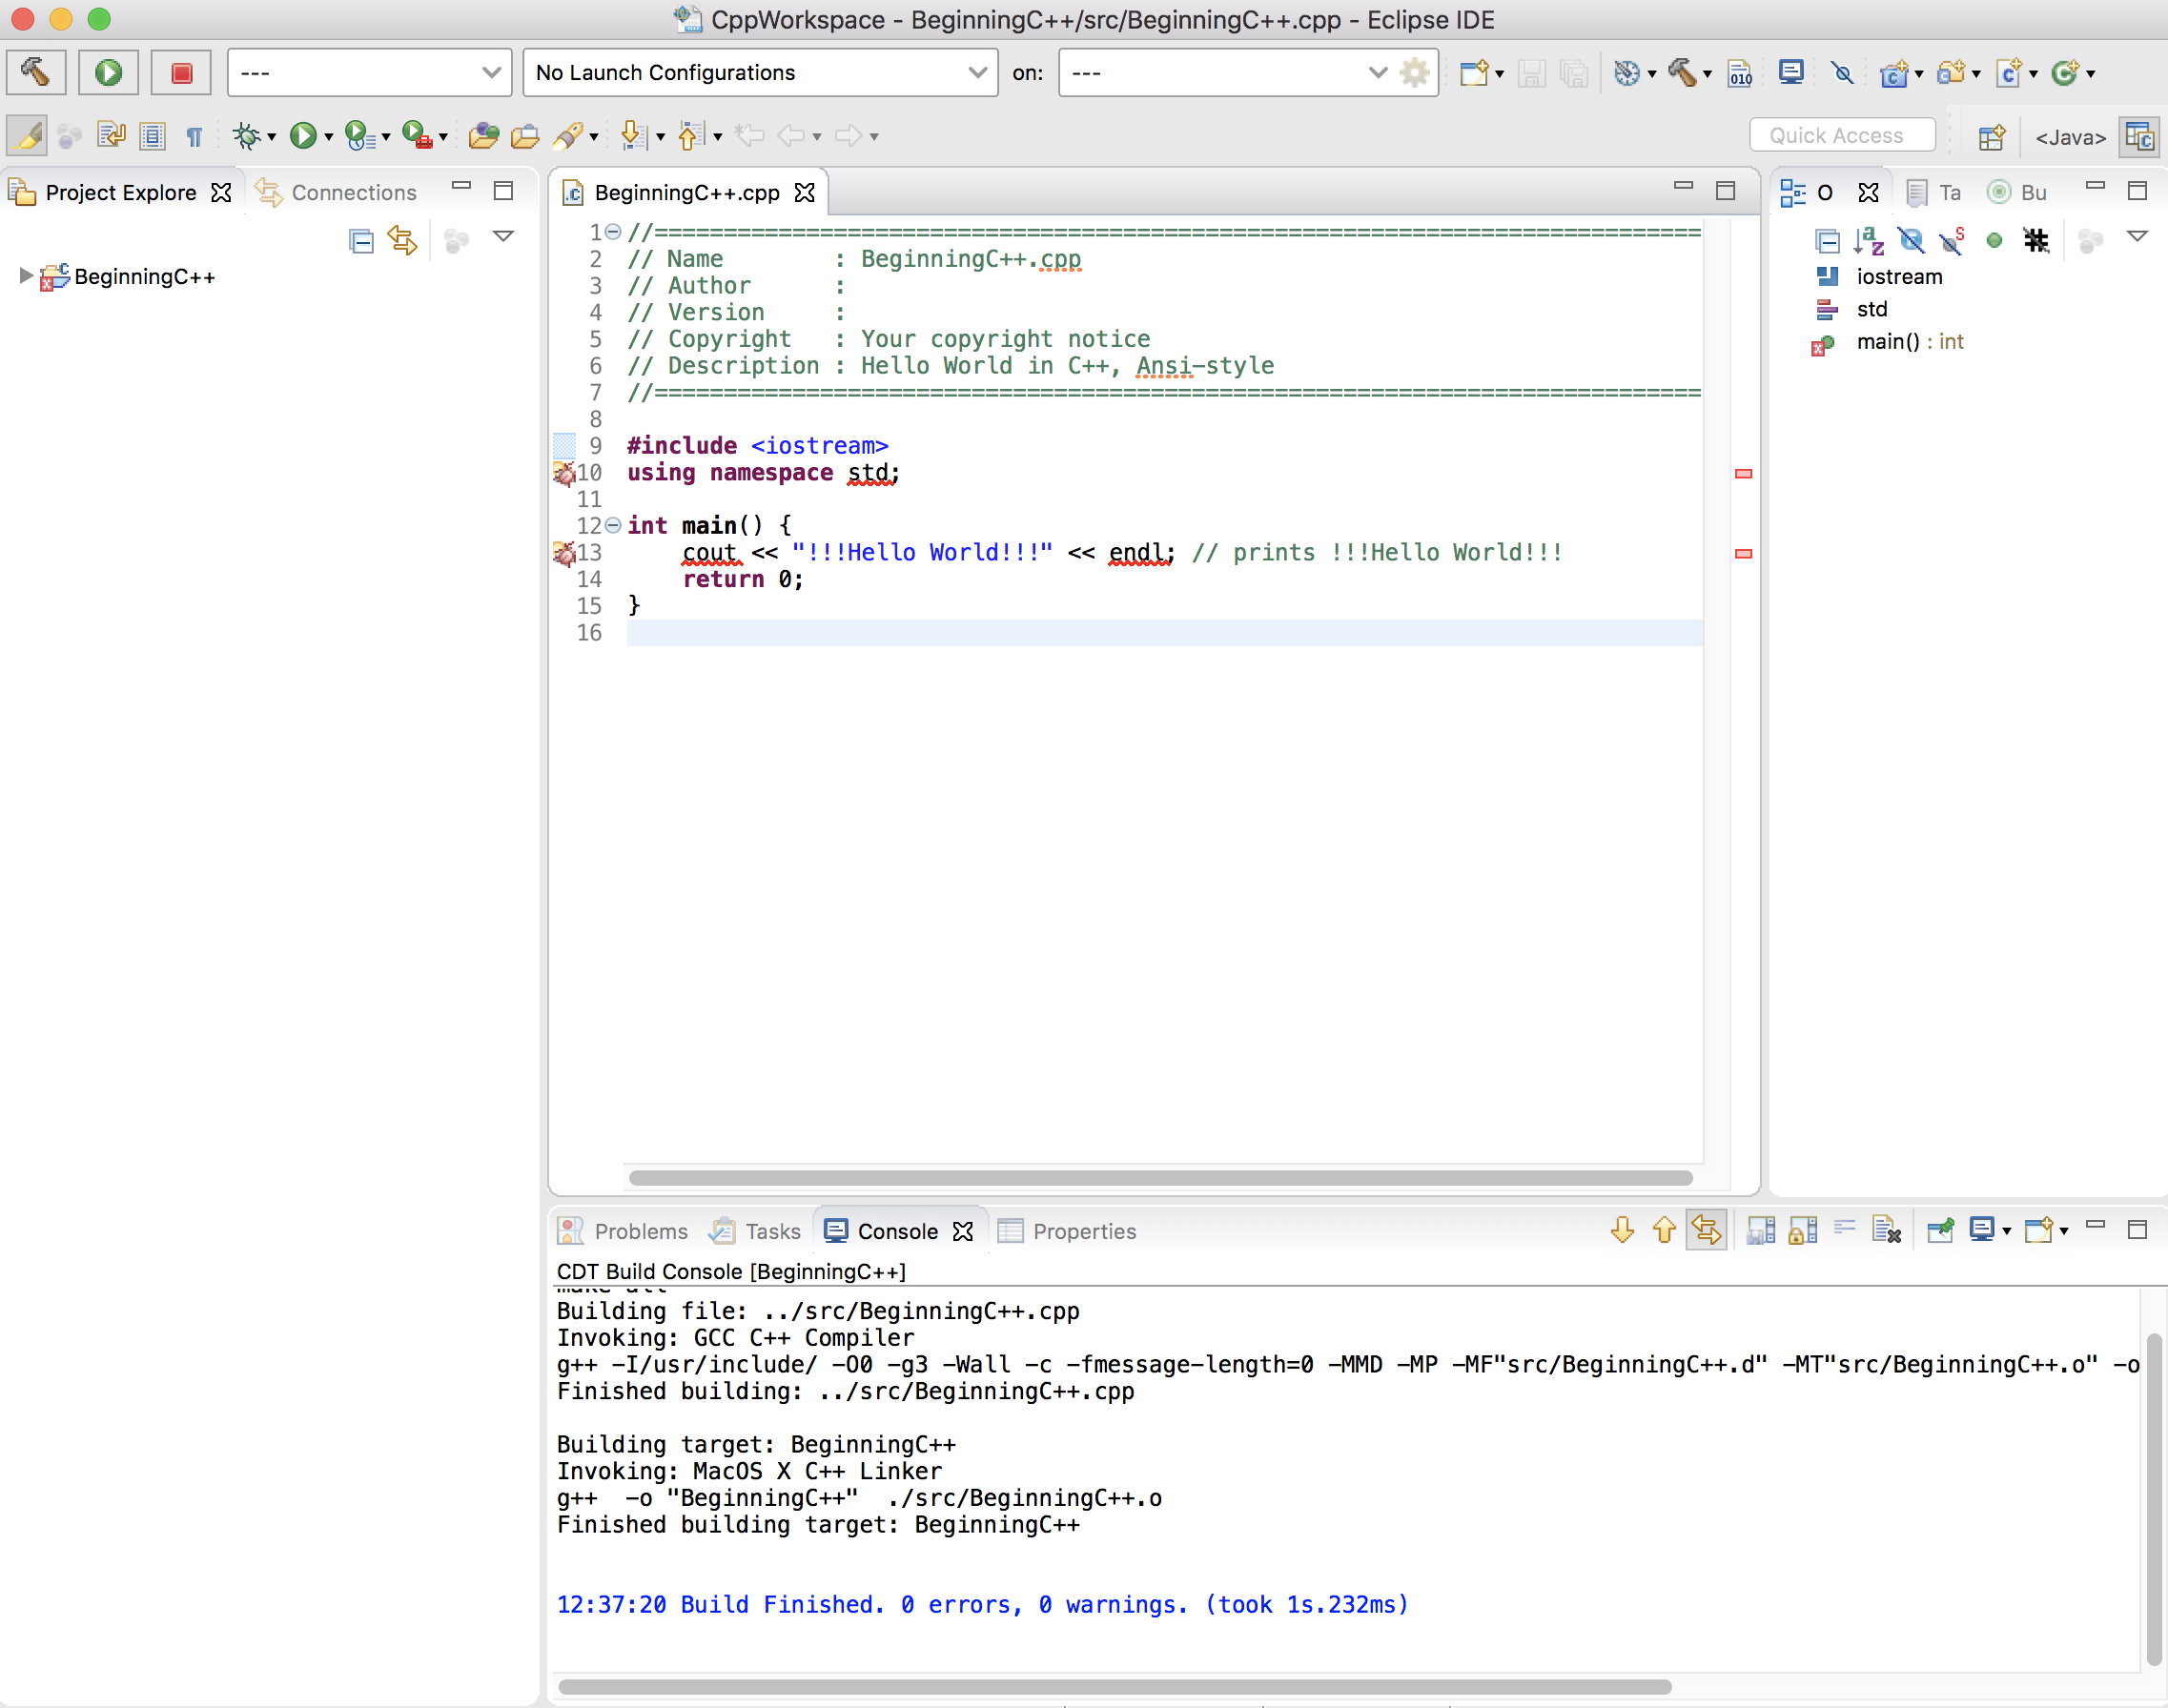 CppWorkspace - BeginningC++/src/BeginningC++.cpp - Eclipse IDE
--- No Launch Configurations on: ---
010
Quick Access <Java>
Project Explore Connections
BeginningC++
BeginningC++.cpp
1 //============================================================================
2 // Name        : BeginningC++.cpp
3 // Author      :
4 // Version     :
5 // Copyright   : Your copyright notice
6 // Description : Hello World in C++, Ansi-style
7 //============================================================================
8
9 #include <iostream>
10 using namespace std;
11
12 int main() {
13     cout << "!!!Hello World!!!" << endl; // prints !!!Hello World!!!
14     return 0;
15 }
16
O Ta Bu
iostream
std
main() : int
Problems Tasks Console Properties
CDT Build Console [BeginningC++]
make all
Building file: ../src/BeginningC++.cpp
Invoking: GCC C++ Compiler
g++ -I/usr/include/ -O0 -g3 -Wall -c -fmessage-length=0 -MMD -MP -MF"src/BeginningC++.d" -MT"src/BeginningC++.o" -o
Finished building: ../src/BeginningC++.cpp

Building target: BeginningC++
Invoking: MacOS X C++ Linker
g++  -o "BeginningC++"  ./src/BeginningC++.o
Finished building target: BeginningC++

12:37:20 Build Finished. 0 errors, 0 warnings. (took 1s.232ms)